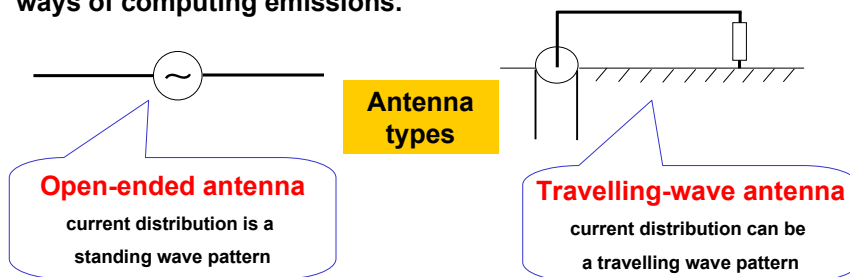 ways of computing emissions.
~
Antenna
types
Open-ended antenna
current distribution is a
standing wave pattern
Travelling-wave antenna
current distribution can be
a travelling wave pattern